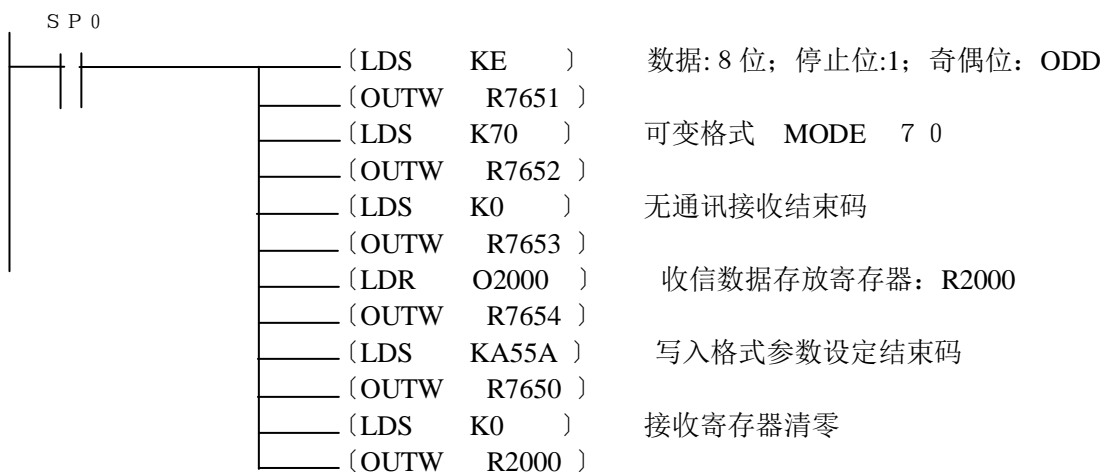 ＳＰ０
〔LDS KE 〕 数据:８位；停止位:1；奇偶位：ODD
〔OUTW R7651 〕
〔LDS K70 〕 可变格式 MODE ７０
〔OUTW R7652 〕
〔LDS K0 〕 无通讯接收结束码
〔OUTW R7653 〕
〔LDR O2000 〕 收信数据存放寄存器：R2000
〔OUTW R7654 〕
〔LDS KA55A 〕 写入格式参数设定结束码
〔OUTW R7650 〕
〔LDS K0 〕 接收寄存器清零
〔OUTW R2000 〕